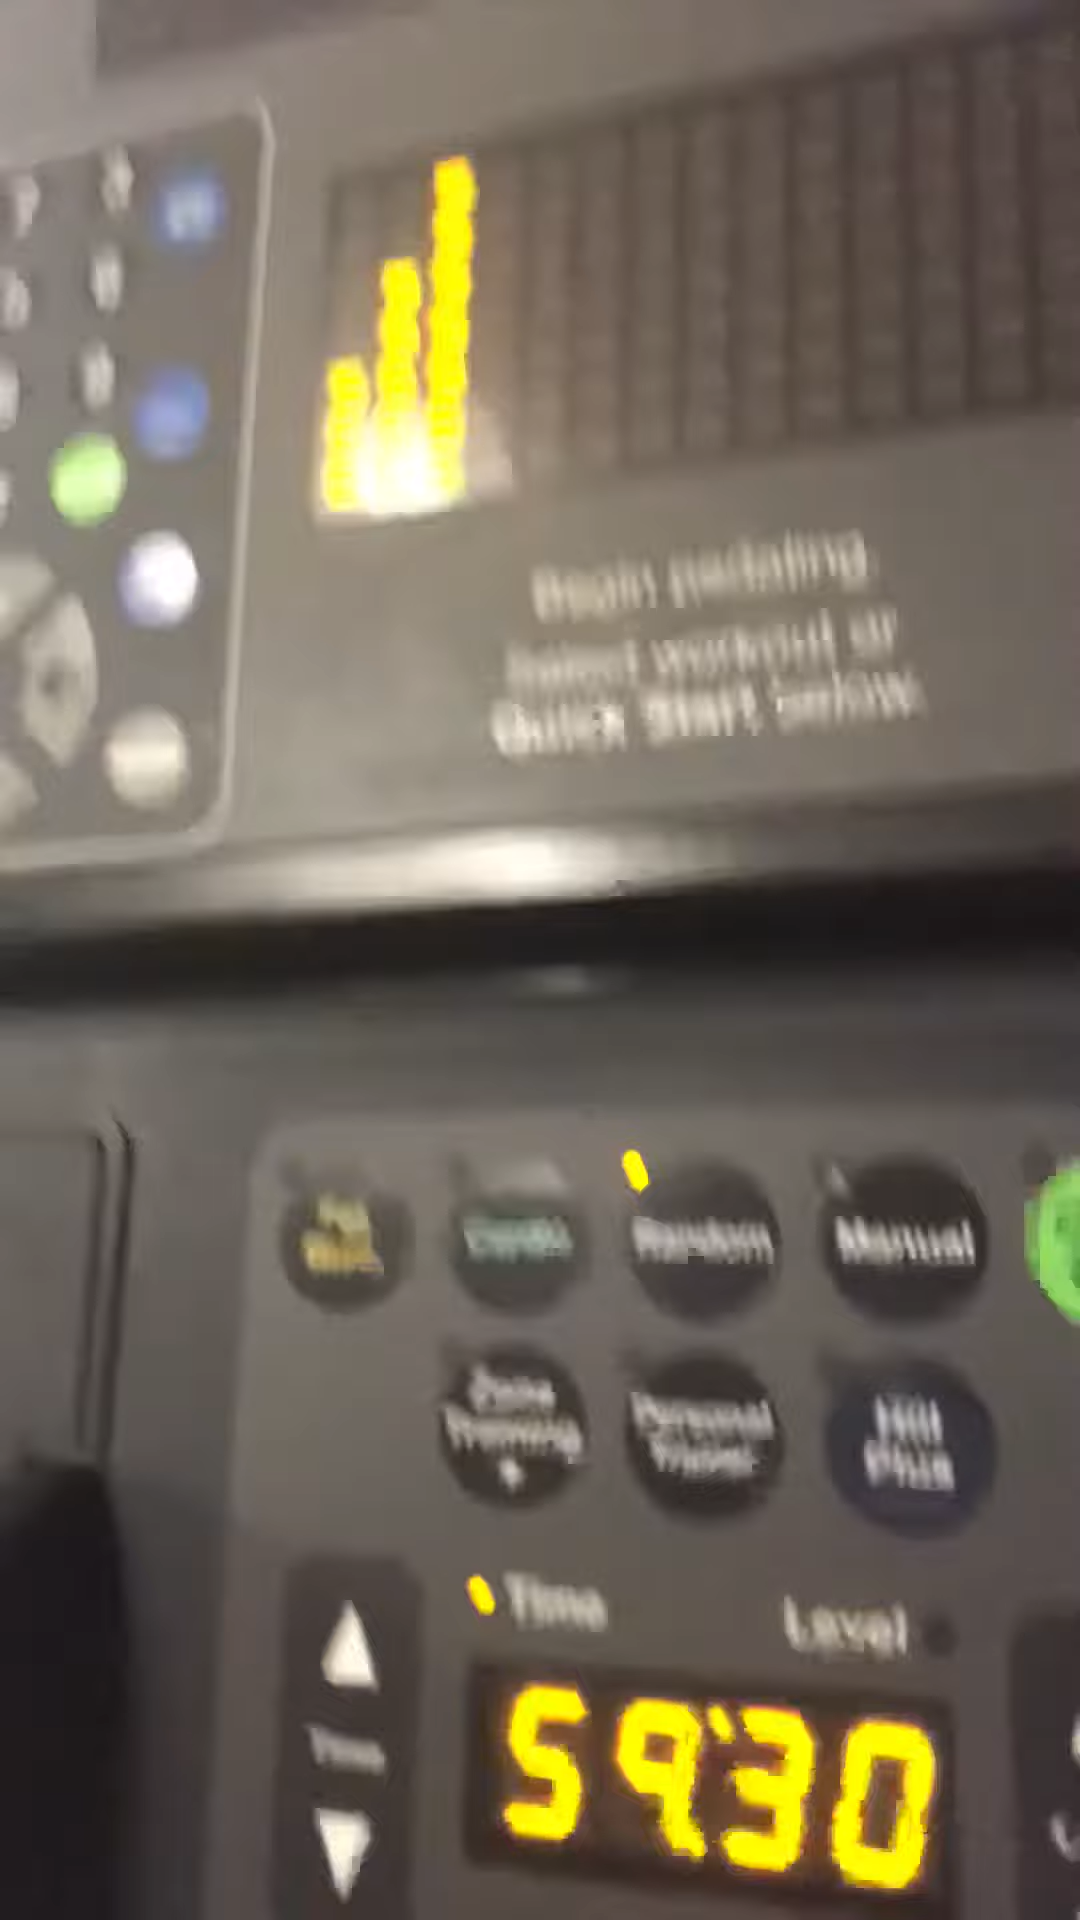 Begin pedaling.
Select workout or
Quick Start below.
Fat
Burn
Cardio
Random
Manual
Zone
Training
Personal
Trainer
Hill
Plus
Time
Level
Time
59:30